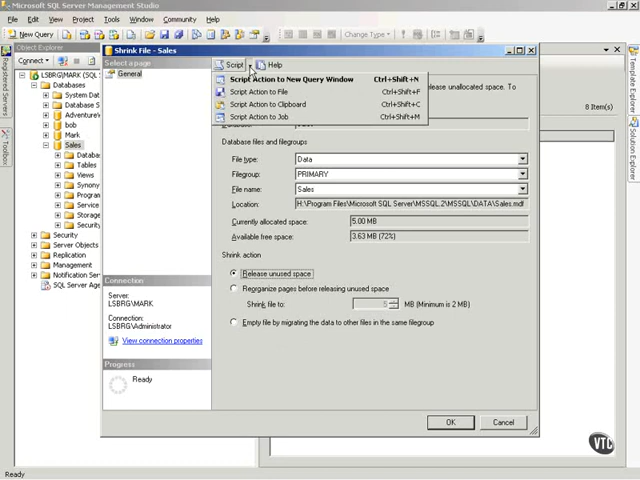 Microsoft SQL Server Management Studio
File Edit View Project Tools Window Community Help
New Query
Change Type
Object Explorer
Connect
LSBRG\MARK
Databases
System
Database S
Adventure
bob
Mark
Sales
Databa
Tables
Views
Synony
Program
Service
Storage
Securit
Security
Server Objects
Replication
Management
Notification Serv
SQL Server Age
Registered Servers
Toolbox
Template Explorer
Solution Explorer
8 Item(s)
Shrink File - Sales
Select a page
General
Script Help
Script Action to New Query Window Ctrl+Shift+N
Script Action to File Ctrl+Shift+F
Script Action to Clipboard Ctrl+Shift+C
Script Action to Job Ctrl+Shift+M
elease unallocated space. To
Database files and filegroups
File type: Data
Filegroup: PRIMARY
File name: Sales
Location: H:\Program Files\Microsoft SQL Server\MSSQL.2\MSSQL\DATA\Sales.mdf
Currently allocated space: 5.00 MB
Available free space: 3.63 MB (72%)
Shrink action
Release unused space
Reorganize pages before releasing unused space
Shrink file to: 5 MB (Minimum is 2 MB)
Empty file by migrating the data to other files in the same filegroup
Connection
Server:
LSBRG\MARK
Connection:
LSBRG\Administrator
View connection properties
Progress
Ready
OK Cancel
VTC
Ready